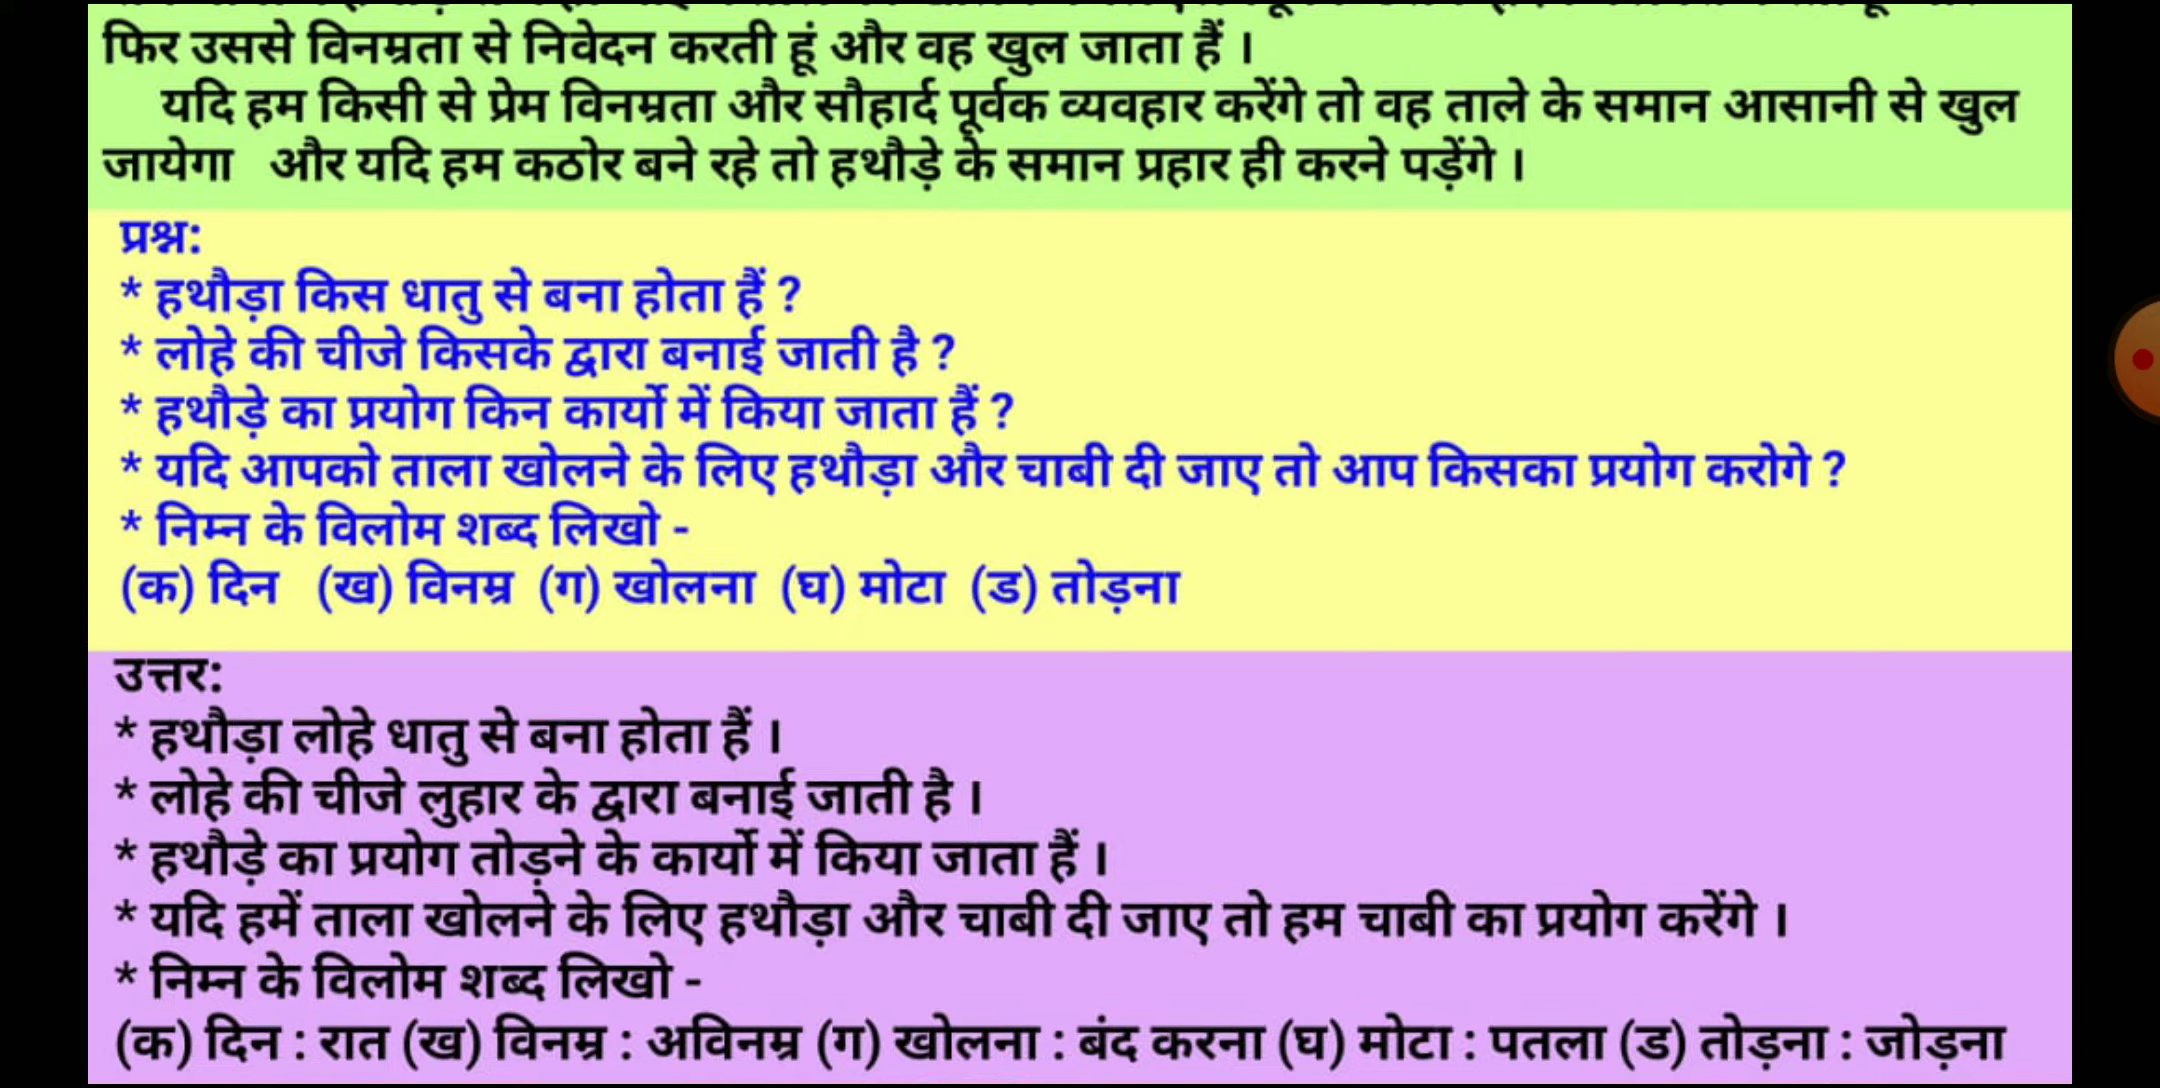 फिर उससे विनम्रता से निवेदन करती हूं और वह खुल जाता हैं ।
यदि हम किसी से प्रेम विनम्रता और सौहार्द पूर्वक व्यवहार करेंगे तो वह ताले के समान आसानी से खुल
जायेगा और यदि हम कठोर बने रहे तो हथौड़े के समान प्रहार ही करने पड़ेंगे ।
प्रश्न:
* हथौड़ा किस धातु से बना होता हैं ?
* लोहे की चीजे किसके द्वारा बनाई जाती है ?
* हथौड़े का प्रयोग किन कार्यो में किया जाता हैं ?
* यदि आपको ताला खोलने के लिए हथौड़ा और चाबी दी जाए तो आप किसका प्रयोग करोगे ?
* निम्न के विलोम शब्द लिखो -
(क) दिन (ख) विनम्र (ग) खोलना (घ) मोटा (ड) तोड़ना
उत्तर:
* हथौड़ा लोहे धातु से बना होता हैं ।
* लोहे की चीजे लुहार के द्वारा बनाई जाती है ।
* हथौड़े का प्रयोग तोड़ने के कार्यो में किया जाता हैं ।
* यदि हमें ताला खोलने के लिए हथौड़ा और चाबी दी जाए तो हम चाबी का प्रयोग करेंगे ।
* निम्न के विलोम शब्द लिखो -
(क) दिन : रात (ख) विनम्र : अविनम्र (ग) खोलना : बंद करना (घ) मोटा : पतला (ड) तोड़ना : जोड़ना